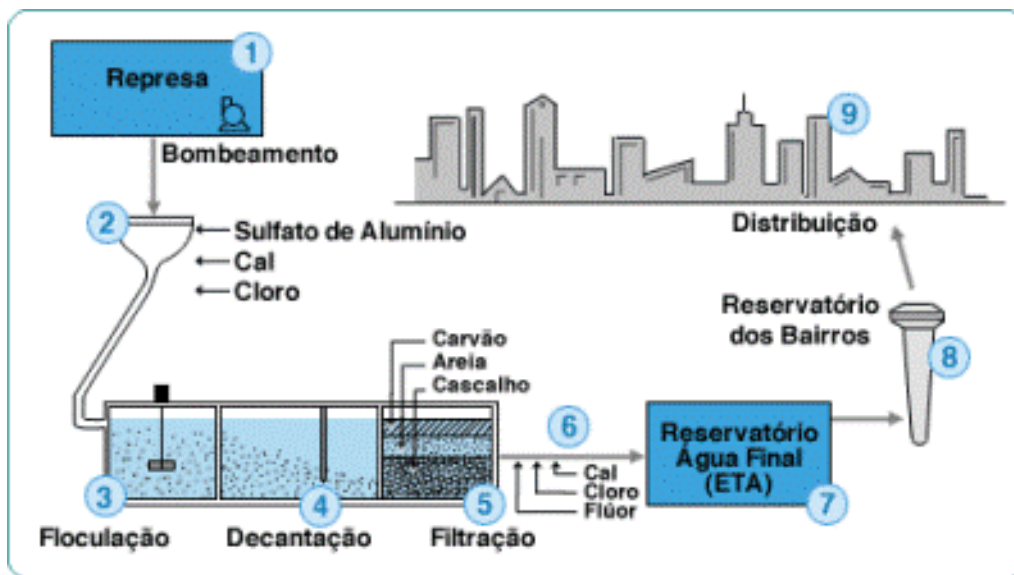 1
Represa
Bombeamento
2
Sulfato de Alumínio
Cal
Cloro
Carvão
Areia
Cascalho
3
Floculação
4
Decantação
5
Filtração
6
Cal
Cloro
Flúor
Reservatório
Água Final
(ETA)
7
Reservatório
dos Bairros
8
Distribuição
9